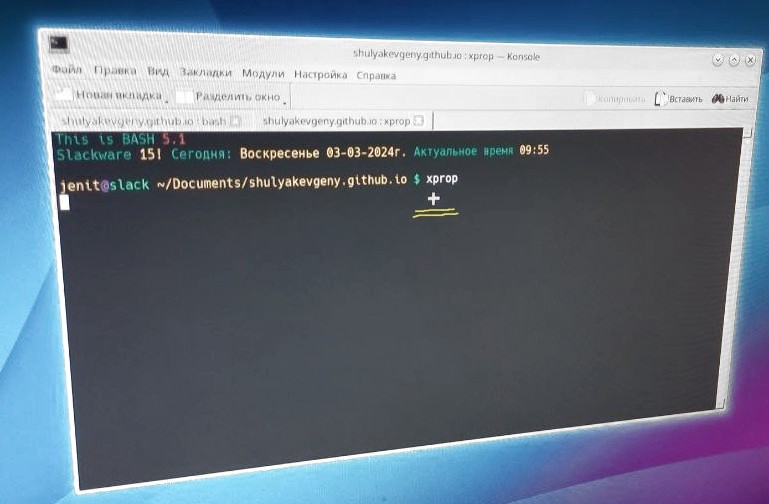 shulyakevgeny.github.io : xprop — Konsole
Файл Правка Вид Закладки Модули Настройка Справка
Новая вкладка Разделить окно Копировать Вставить Найти
shulyakevgeny.github.io : bash shulyakevgeny.github.io : xprop
This is BASH 5.1
Slackware 15! Сегодня: Воскресенье 03-03-2024г. Актуальное время 09:55
jenit@slack ~/Documents/shulyakevgeny.github.io $ xprop